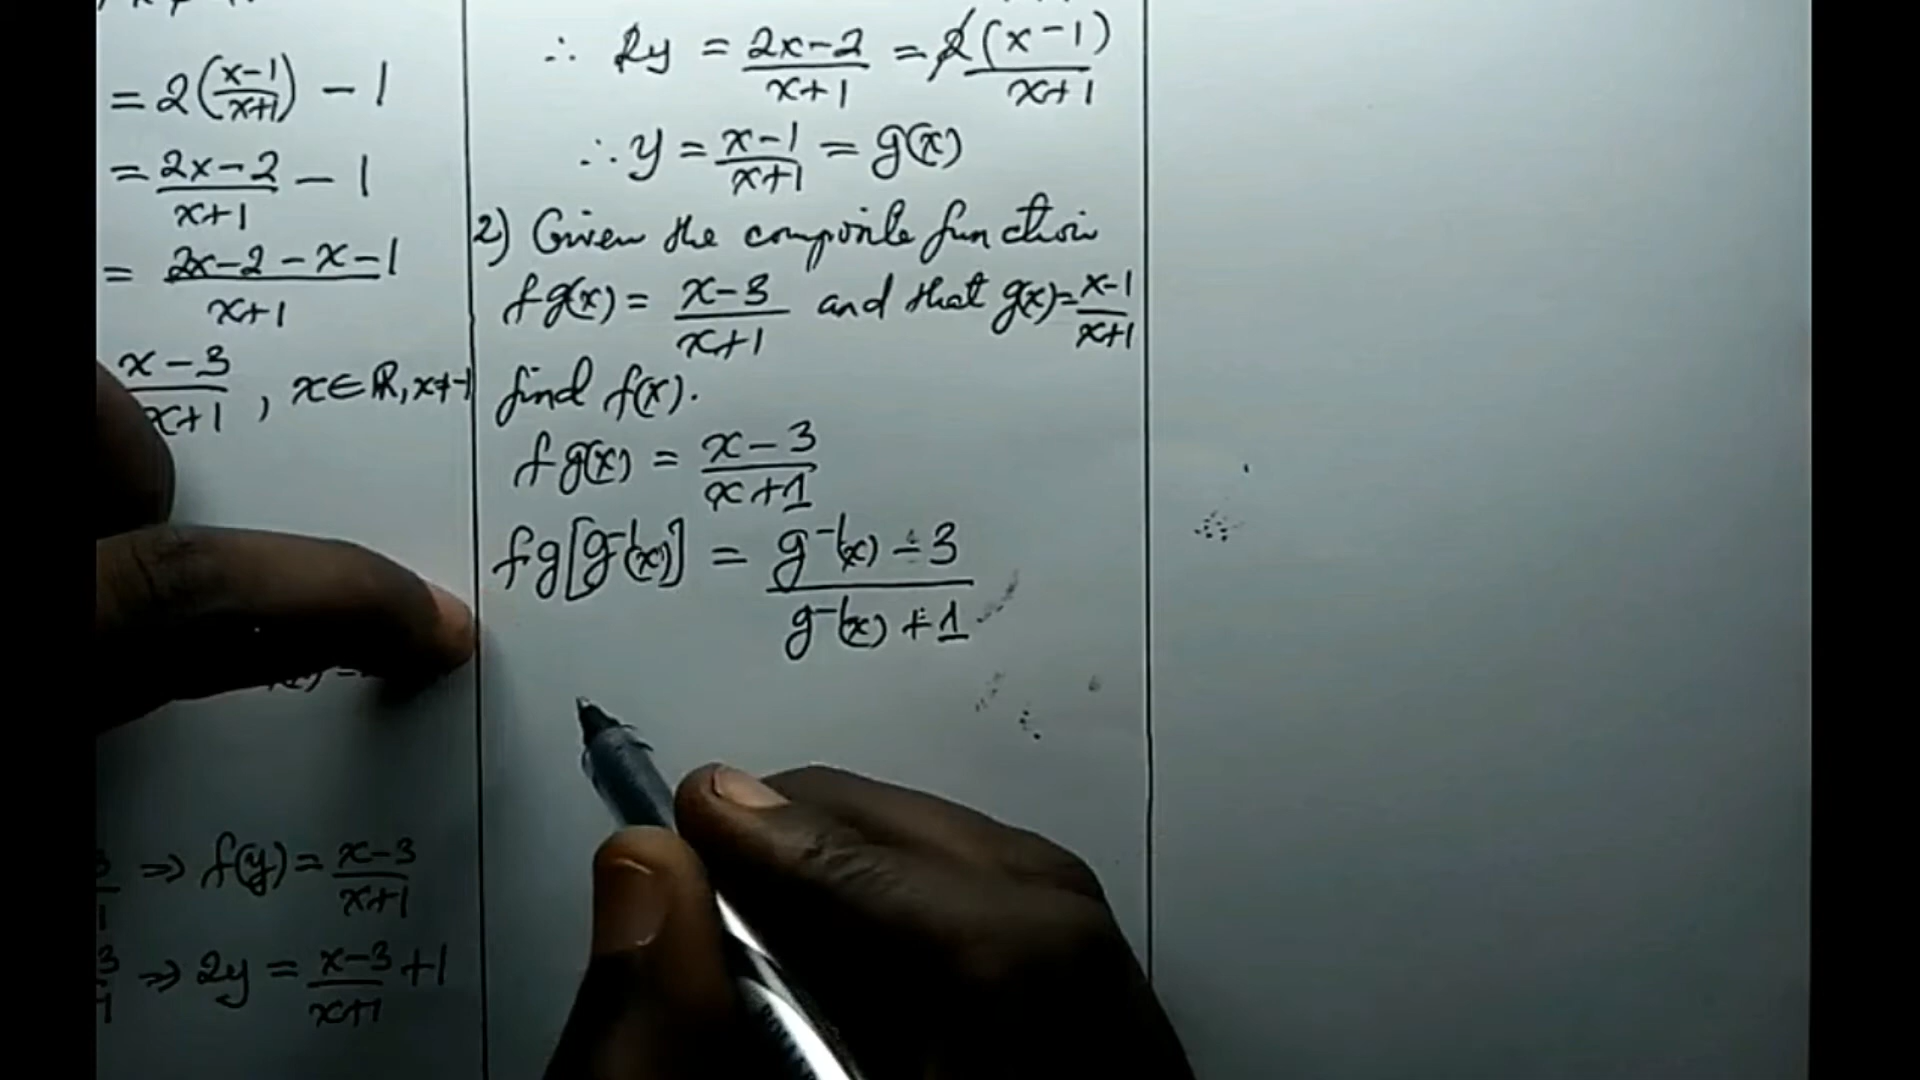 = 2(x-1/x+1) - 1
= 2x-2/x+1 - 1
= 2x-2-x-1/x+1
x-3/x+1, x∈ℝ, x≠-1
⇒ f(y) = x-3/x+1
⇒ 2y = x-3/x+1 + 1
∴ 2y = 2x-2/x+1 = 2(x-1)/x+1
∴ y = x-1/x+1 = g(x)
2) Given the composite function
fg(x) = x-3/x+1 and that g(x) = x-1/x+1
find f(x).
fg(x) = x-3/x+1
fg[g⁻¹(x)] = g⁻¹(x) - 3/g⁻¹(x) + 1